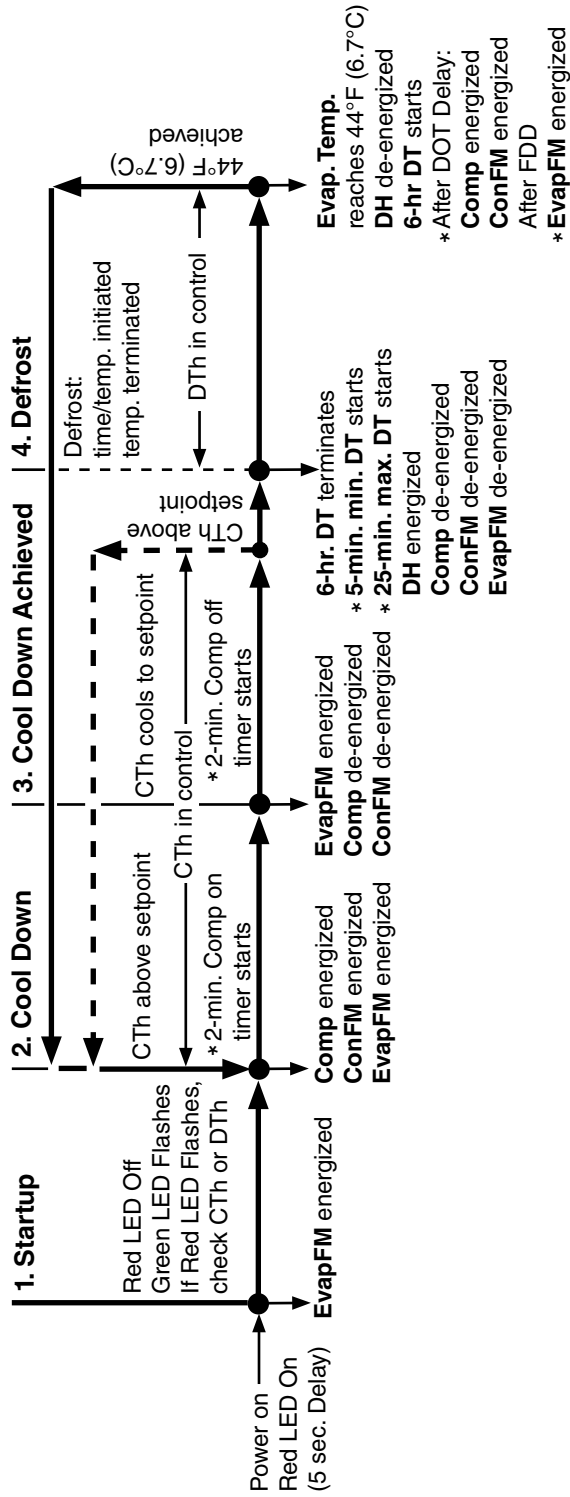 1. Startup
2. Cool Down
3. Cool Down Achieved
4. Defrost
Power on
Red LED On
(5 sec. Delay)
Red LED Off
Green LED Flashes
If Red LED Flashes,
check CTh or DTh
EvapFM energized
CTh above setpoint
CTh in control
* 2-min. Comp on
timer starts
Comp energized
ConFM energized
EvapFM energized
CTh cools to setpoint
* 2-min. Comp off
timer starts
EvapFM energized
Comp de-energized
ConFM de-energized
CTh above
setpoint
Defrost:
time/temp. initiated
temp. terminated
DTh in control
6-hr. DT terminates
* 5-min. min. DT starts
* 25-min. max. DT starts
DH energized
Comp de-energized
ConFM de-energized
EvapFM de-energized
44°F (6.7°C)
achieved
Evap. Temp.
reaches 44°F (6.7°C)
DH de-energized
6-hr DT starts
* After DOT Delay:
Comp energized
ConFM energized
After FDD
* EvapFM energized